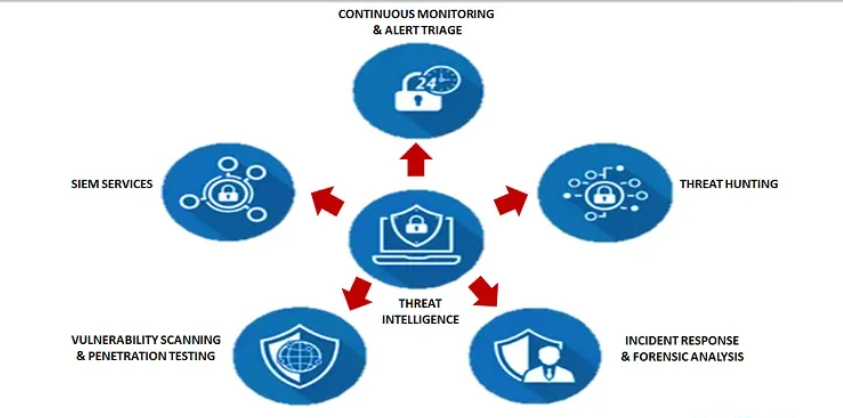 CONTINUOUS MONITORING
& ALERT TRIAGE
24
SIEM SERVICES
THREAT HUNTING
THREAT
INTELLIGENCE
VULNERABILITY SCANNING
& PENETRATION TESTING
INCIDENT RESPONSE
& FORENSIC ANALYSIS